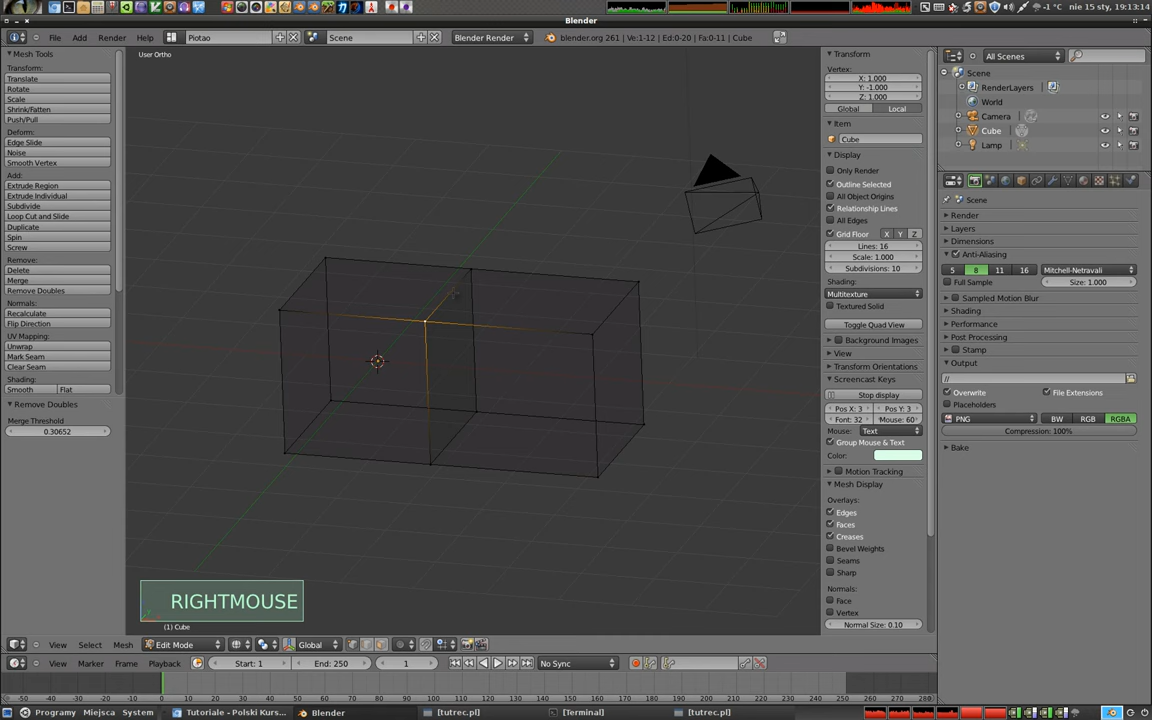 -1 °C nie 15 sty, 19:13:14
Blender
File Add Render Window Help Piotao Scene Blender Render blender.org 261 | Ve:1-12 | Ed:0-20 | Fa:0-11 | Cube
Mesh Tools
Transform:
Translate
Rotate
Scale
Shrink/Fatten
Push/Pull
Deform:
Edge Slide
Noise
Smooth Vertex
Add:
Extrude Region
Extrude Individual
Subdivide
Loop Cut and Slide
Duplicate
Spin
Screw
Remove:
Delete
Merge
Remove Doubles
Normals:
Recalculate
Flip Direction
UV Mapping:
Unwrap
Mark Seam
Clear Seam
Shading:
Smooth Flat
Remove Doubles
Merge Threshold
0.30652
User Ortho
RIGHTMOUSE
(1) Cube
Transform
Vertex:
X: 1.000
Y: -1.000
Z: 1.000
Global Local
Item
Cube
Display
Only Render
Outline Selected
All Object Origins
Relationship Lines
All Edges
Grid Floor X Y Z
Lines: 16
Scale: 1.000
Subdivisions: 10
Shading:
Multitexture
Textured Solid
Toggle Quad View
Background Images
View
Transform Orientations
Screencast Keys
Stop display
Pos X: 3 Pos Y: 3
Font: 32 Mouse: 60
Mouse: Text
Group Mouse & Text
Color:
Motion Tracking
Mesh Display
Overlays:
Edges
Faces
Creases
Bevel Weights
Seams
Sharp
Normals:
Face
Vertex
Normal Size: 0.10
View Search All Scenes
Scene
RenderLayers
World
Camera
Cube
Lamp
Scene
Render
Layers
Dimensions
Anti-Aliasing
5 8 11 16 Mitchell-Netravali
Full Sample Size: 1.000
Sampled Motion Blur
Shading
Performance
Post Processing
Stamp
Output
//
Overwrite File Extensions
Placeholders
PNG BW RGB RGBA
Compression: 100%
Bake
View Select Mesh Edit Mode Global
View Marker Frame Playback Start: 1 End: 250 1 No Sync
-50 -40 -30 -20 -10 0 10 20 30 40 50 60 70 80 90 100 110 120 130 140 150 160 170 180 190 200 210 220 230 240 250 260 270 280
Programy Miejsca System Tutoriale - Polski Kurs... Blender [tutrec.pl] [Terminal] [tutrec.pl]